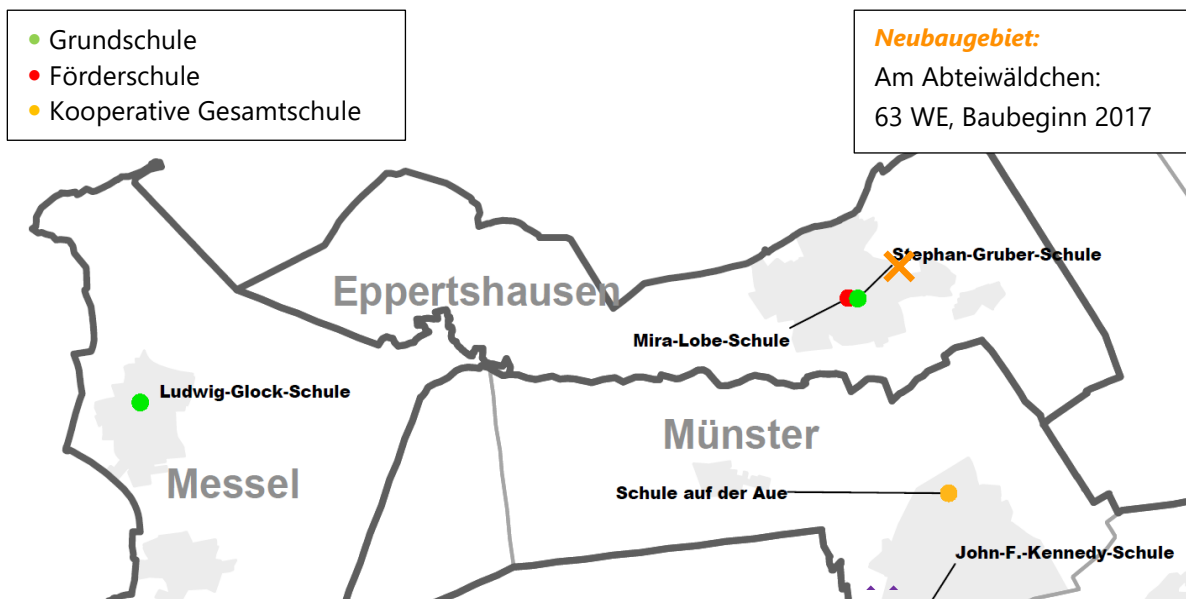 Grundschule
Förderschule
Kooperative Gesamtschule
Neubaugebiet:
Am Abteiwäldchen:
63 WE, Baubeginn 2017
Stephan-Gruber-Schule
Eppertshausen
Mira-Lobe-Schule
Ludwig-Glock-Schule
Münster
Messel
Schule auf der Aue
John-F.-Kennedy-Schule